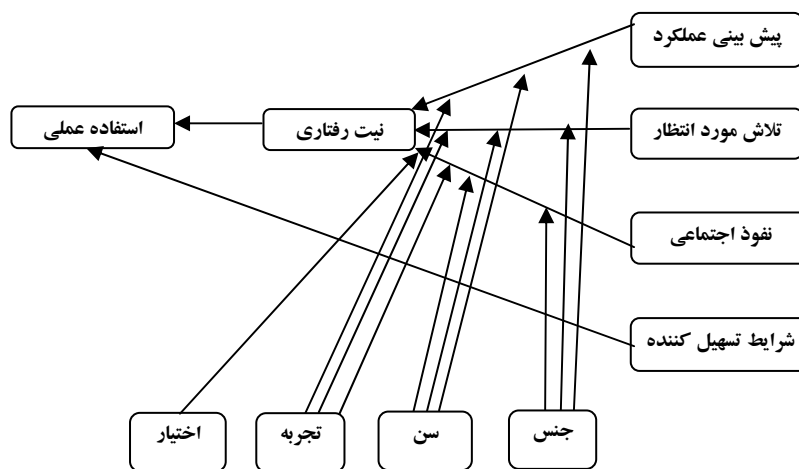 پیش بینی عملکرد
تلاش مورد انتظار
نیت رفتاری
استفاده عملی
نفوذ اجتماعی
شرایط تسهیل کننده
جنس
سن
تجربه
اختیار